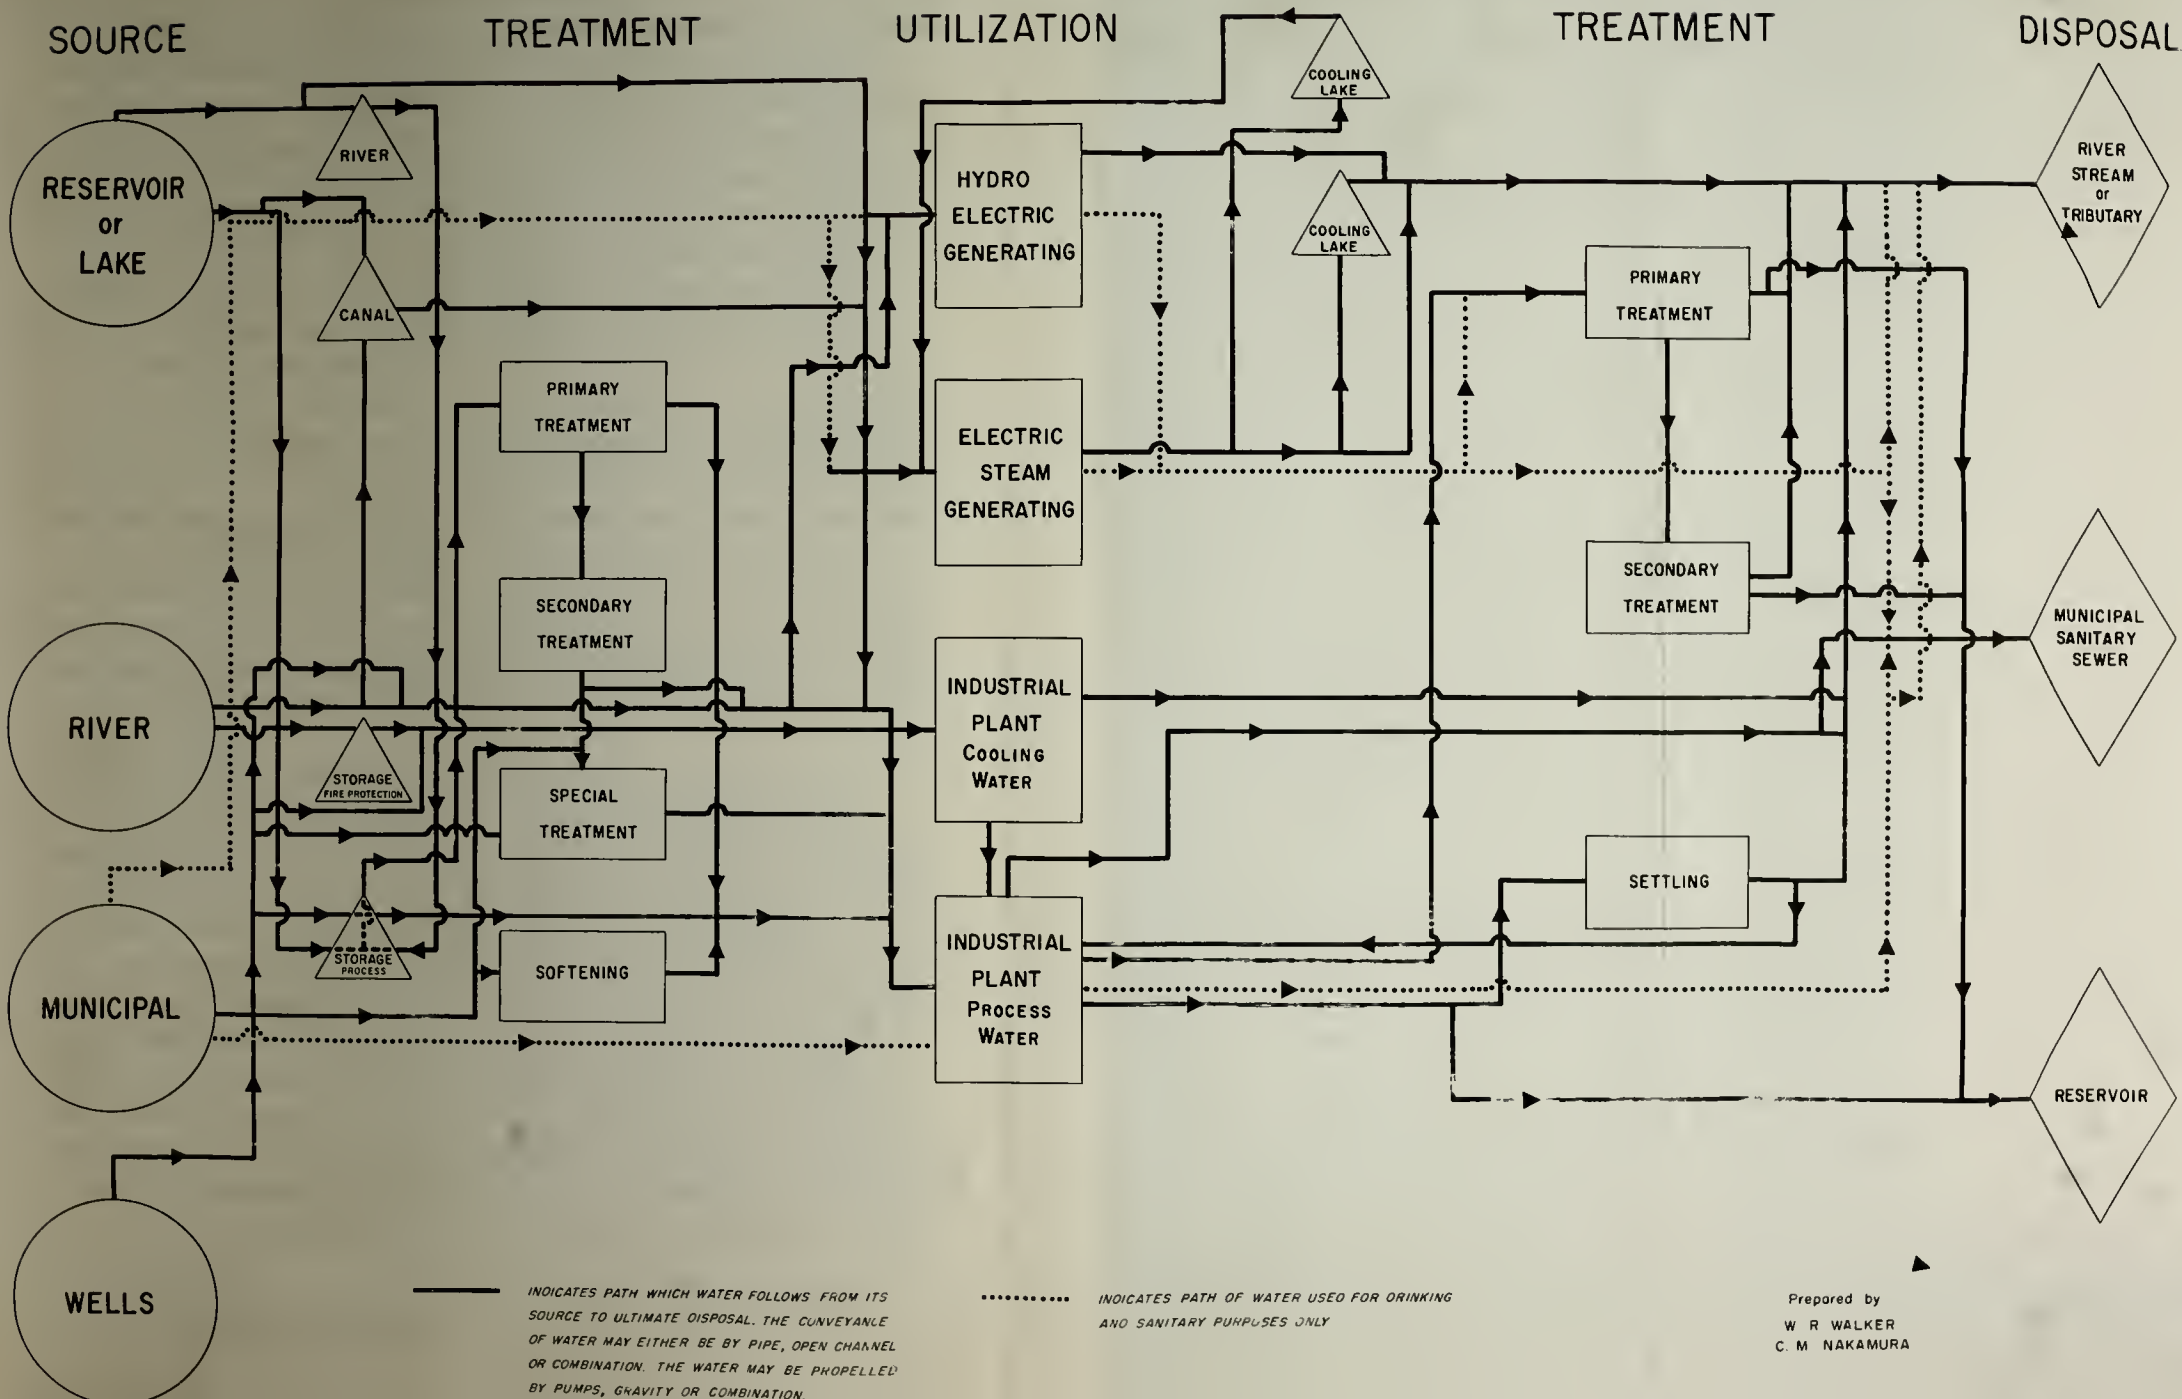 SOURCE
TREATMENT
UTILIZATION
TREATMENT
DISPOSAL
RESERVOIR
or
LAKE
RIVER
MUNICIPAL
WELLS
RIVER
CANAL
STORAGE
FIRE PROTECTION
STORAGE
PROCESS
PRIMARY
TREATMENT
SECONDARY
TREATMENT
SPECIAL
TREATMENT
SOFTENING
HYDRO
ELECTRIC
GENERATING
ELECTRIC
STEAM
GENERATING
INDUSTRIAL
PLANT
COOLING
WATER
INDUSTRIAL
PLANT
PROCESS
WATER
COOLING
LAKE
COOLING
LAKE
PRIMARY
TREATMENT
SECONDARY
TREATMENT
SETTLING
RIVER
STREAM
or
TRIBUTARY
MUNICIPAL
SANITARY
SEWER
RESERVOIR
INDICATES PATH WHICH WATER FOLLOWS FROM ITS
SOURCE TO ULTIMATE DISPOSAL. THE CONVEYANCE
OF WATER MAY EITHER BE BY PIPE, OPEN CHANNEL
OR COMBINATION. THE WATER MAY BE PROPELLED
BY PUMPS, GRAVITY OR COMBINATION.
INDICATES PATH OF WATER USED FOR DRINKING
AND SANITARY PURPOSES ONLY
Prepared by
W R WALKER
C. M NAKAMURA